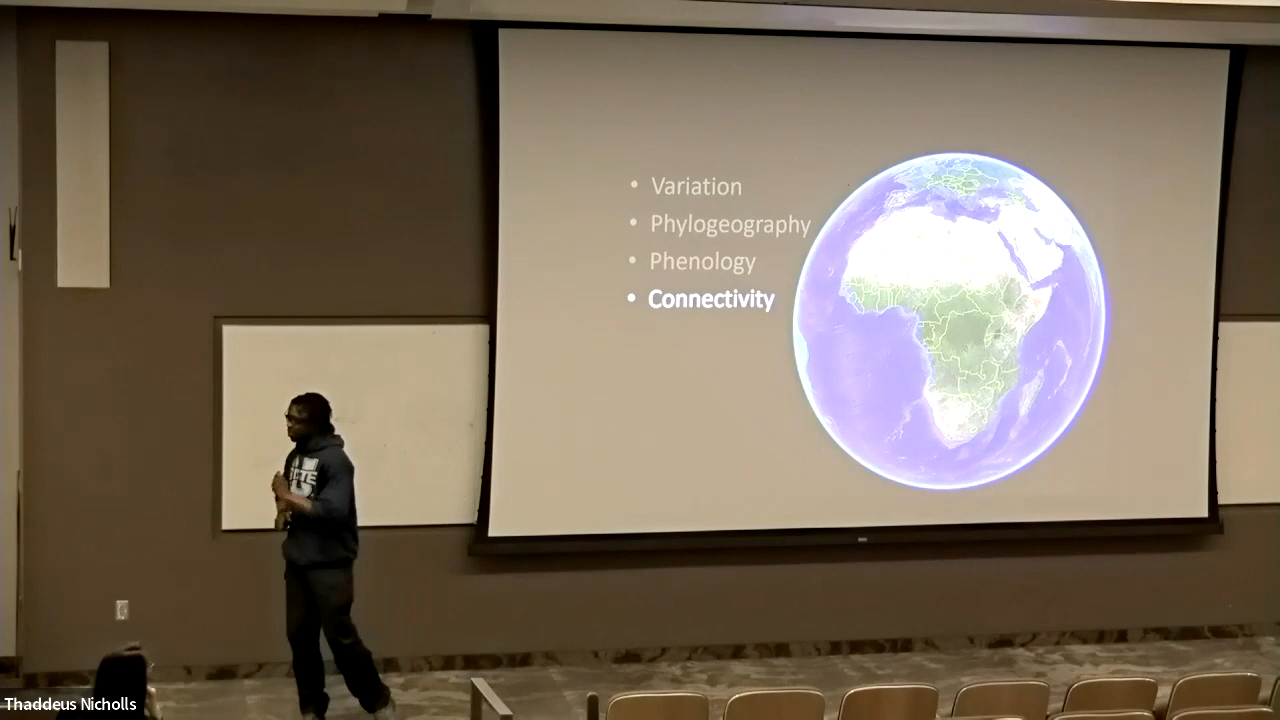 • Variation
• Phylogeography
• Phenology
• Connectivity
Thaddeus Nicholls